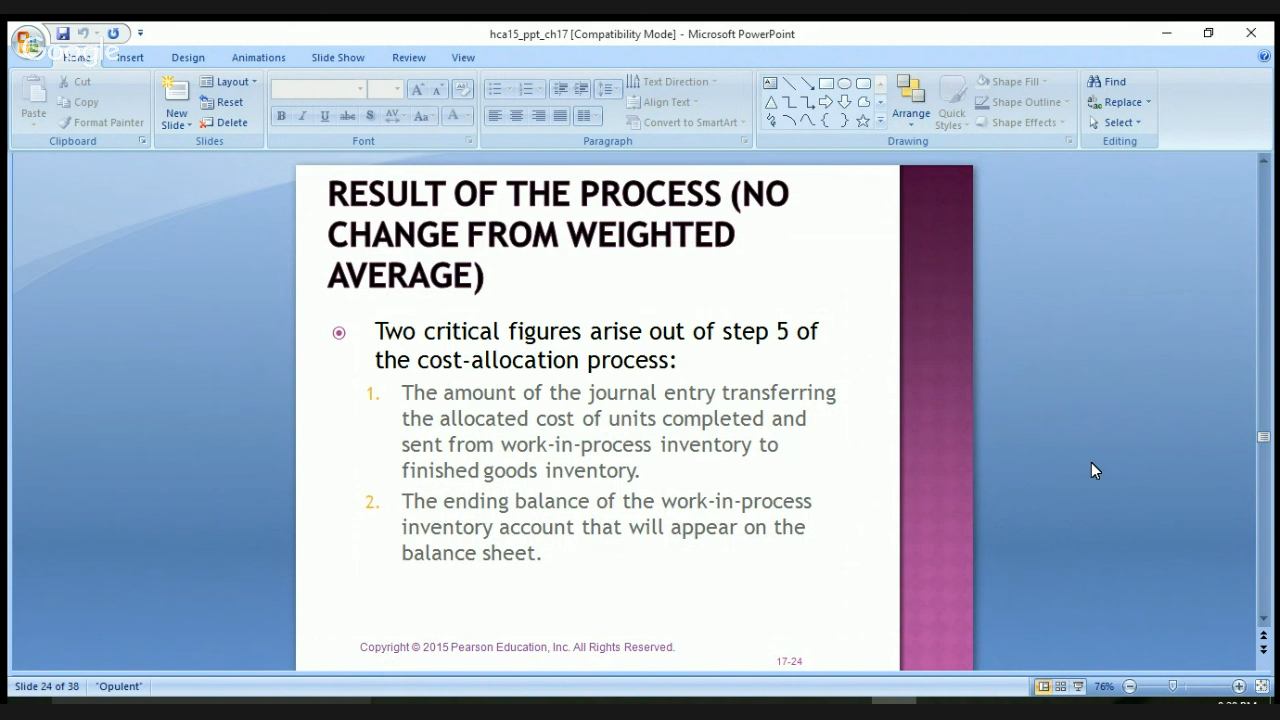 hca15_ppt_ch17 [Compatibility Mode] - Microsoft PowerPoint
Google
Home Insert Design Slide Show Animations Review View
Paste
Cut
Copy
Format Painter
Clipboard
New Slide
Layout
Reset
Delete
Slides
B I U abc S AV Aa A
Font
Text Direction
Align Text
Convert to SmartArt
Paragraph
Arrange
Quick Styles
Shape Fill
Shape Outline
Shape Effects
Drawing
Find
Replace
Select
Editing
RESULT OF THE PROCESS (NO
CHANGE FROM WEIGHTED
AVERAGE)
Two critical figures arise out of step 5 of
the cost-allocation process:
1. The amount of the journal entry transferring
the allocated cost of units completed and
sent from work-in-process inventory to
finished goods inventory.
2. The ending balance of the work-in-process
inventory account that will appear on the
balance sheet.
Copyright © 2015 Pearson Education, Inc. All Rights Reserved.
17-24
Slide 24 of 38 "Opulent" 76%